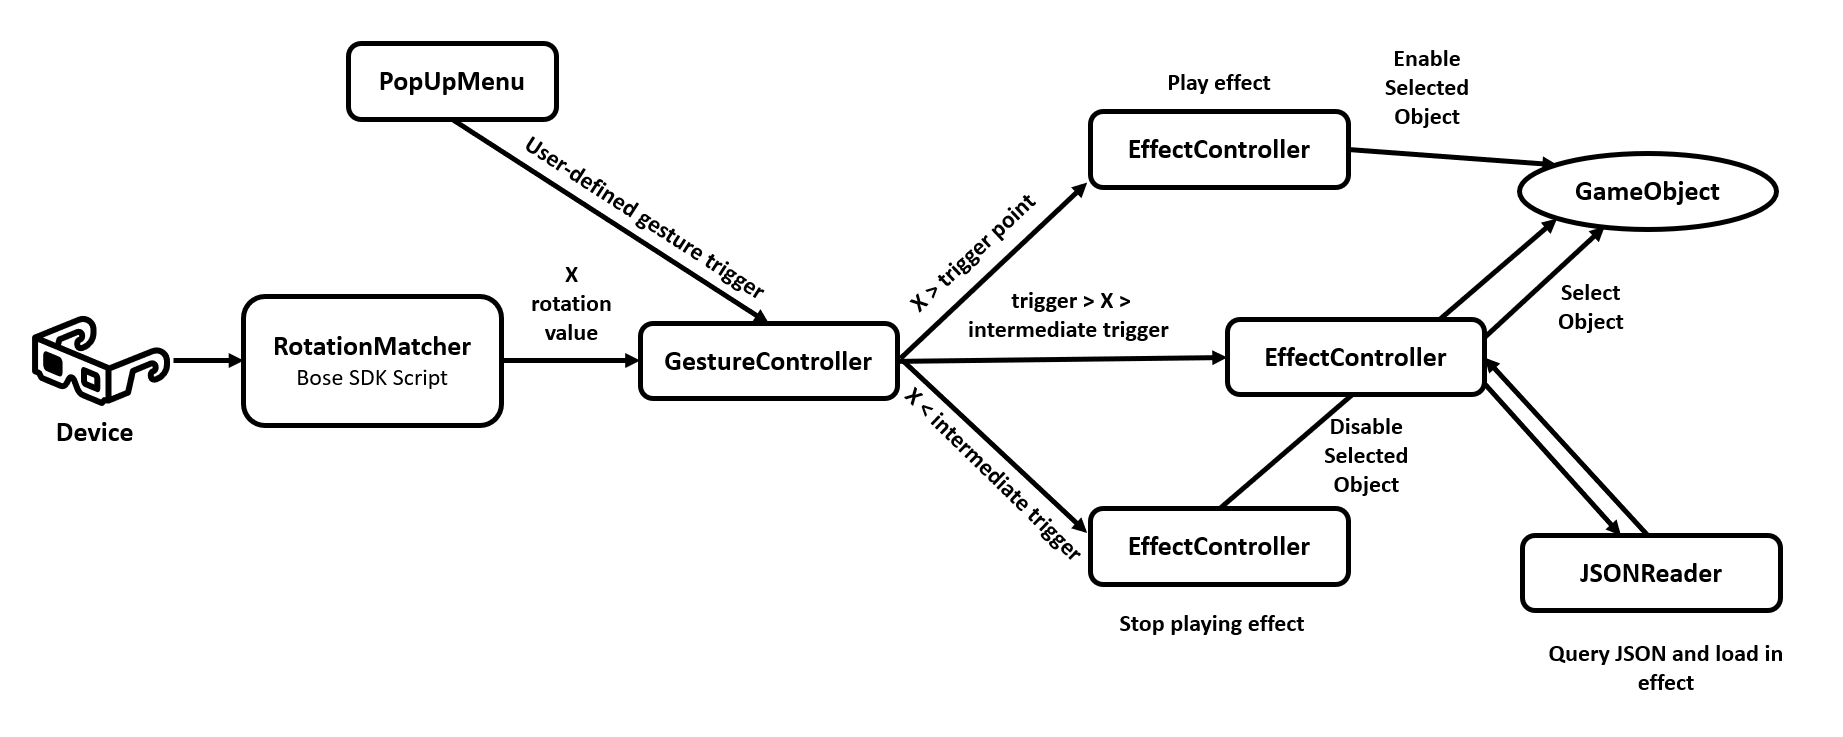 PopUpMenu
User-defined gesture trigger
Device
RotationMatcher
Bose SDK Script
X
rotation
value
GestureController
X > trigger point
trigger > X >
intermediate trigger
X < intermediate trigger
Play effect
EffectController
Enable
Selected
Object
GameObject
EffectController
Select
Object
Disable
Selected
Object
EffectController
Stop playing effect
JSONReader
Query JSON and load in
effect